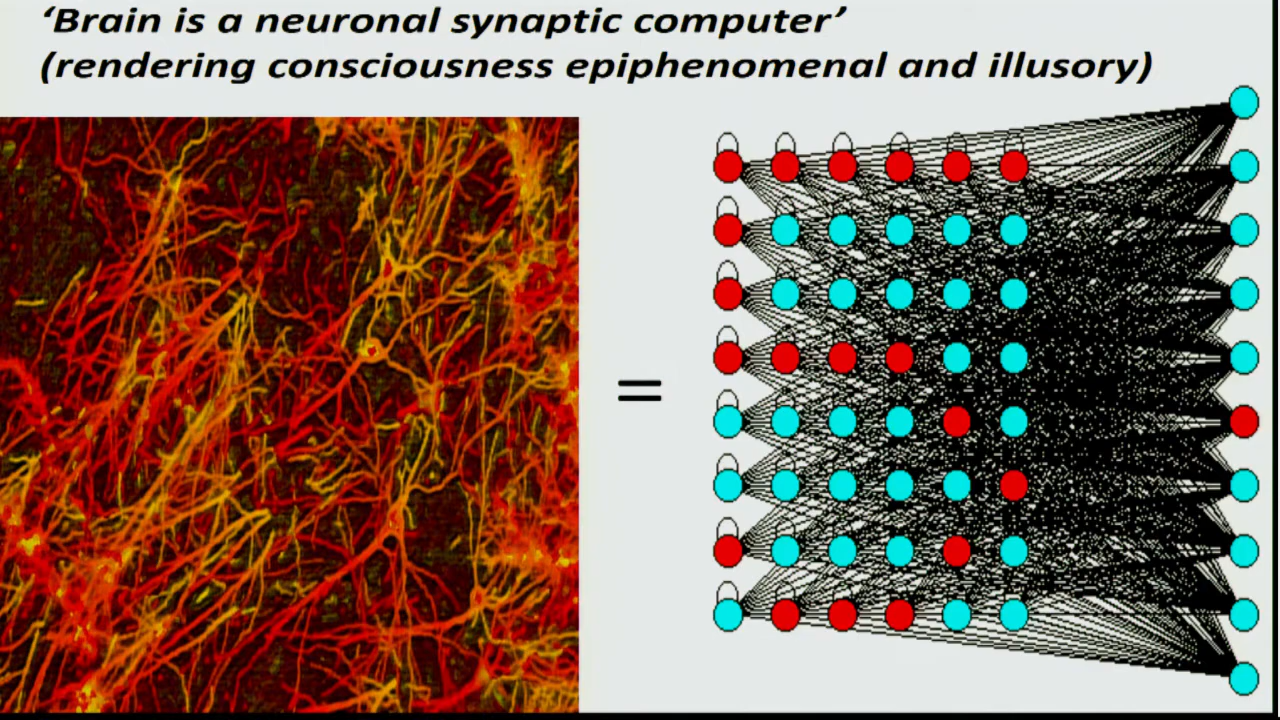 ‘Brain is a neuronal synaptic computer’
(rendering consciousness epiphenomenal and illusory)
=